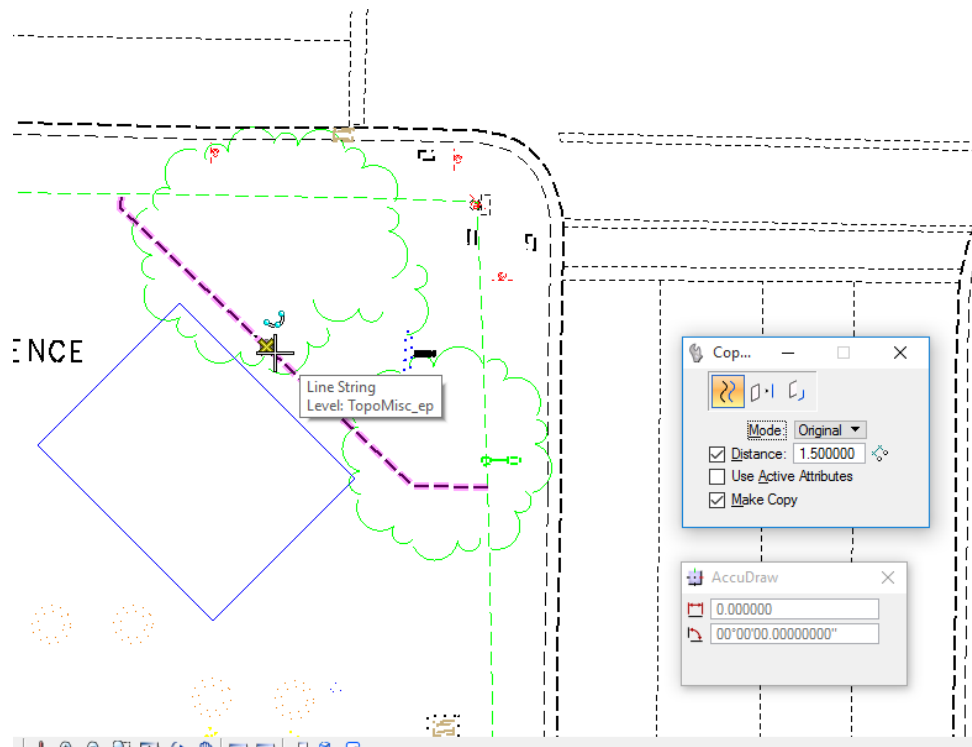 ENCE
Line String
Level: TopoMisc_ep
Cop...
Mode: Original
Distance: 1.500000
Use Active Attributes
Make Copy
AccuDraw
0.000000
00°00'00.00000000"